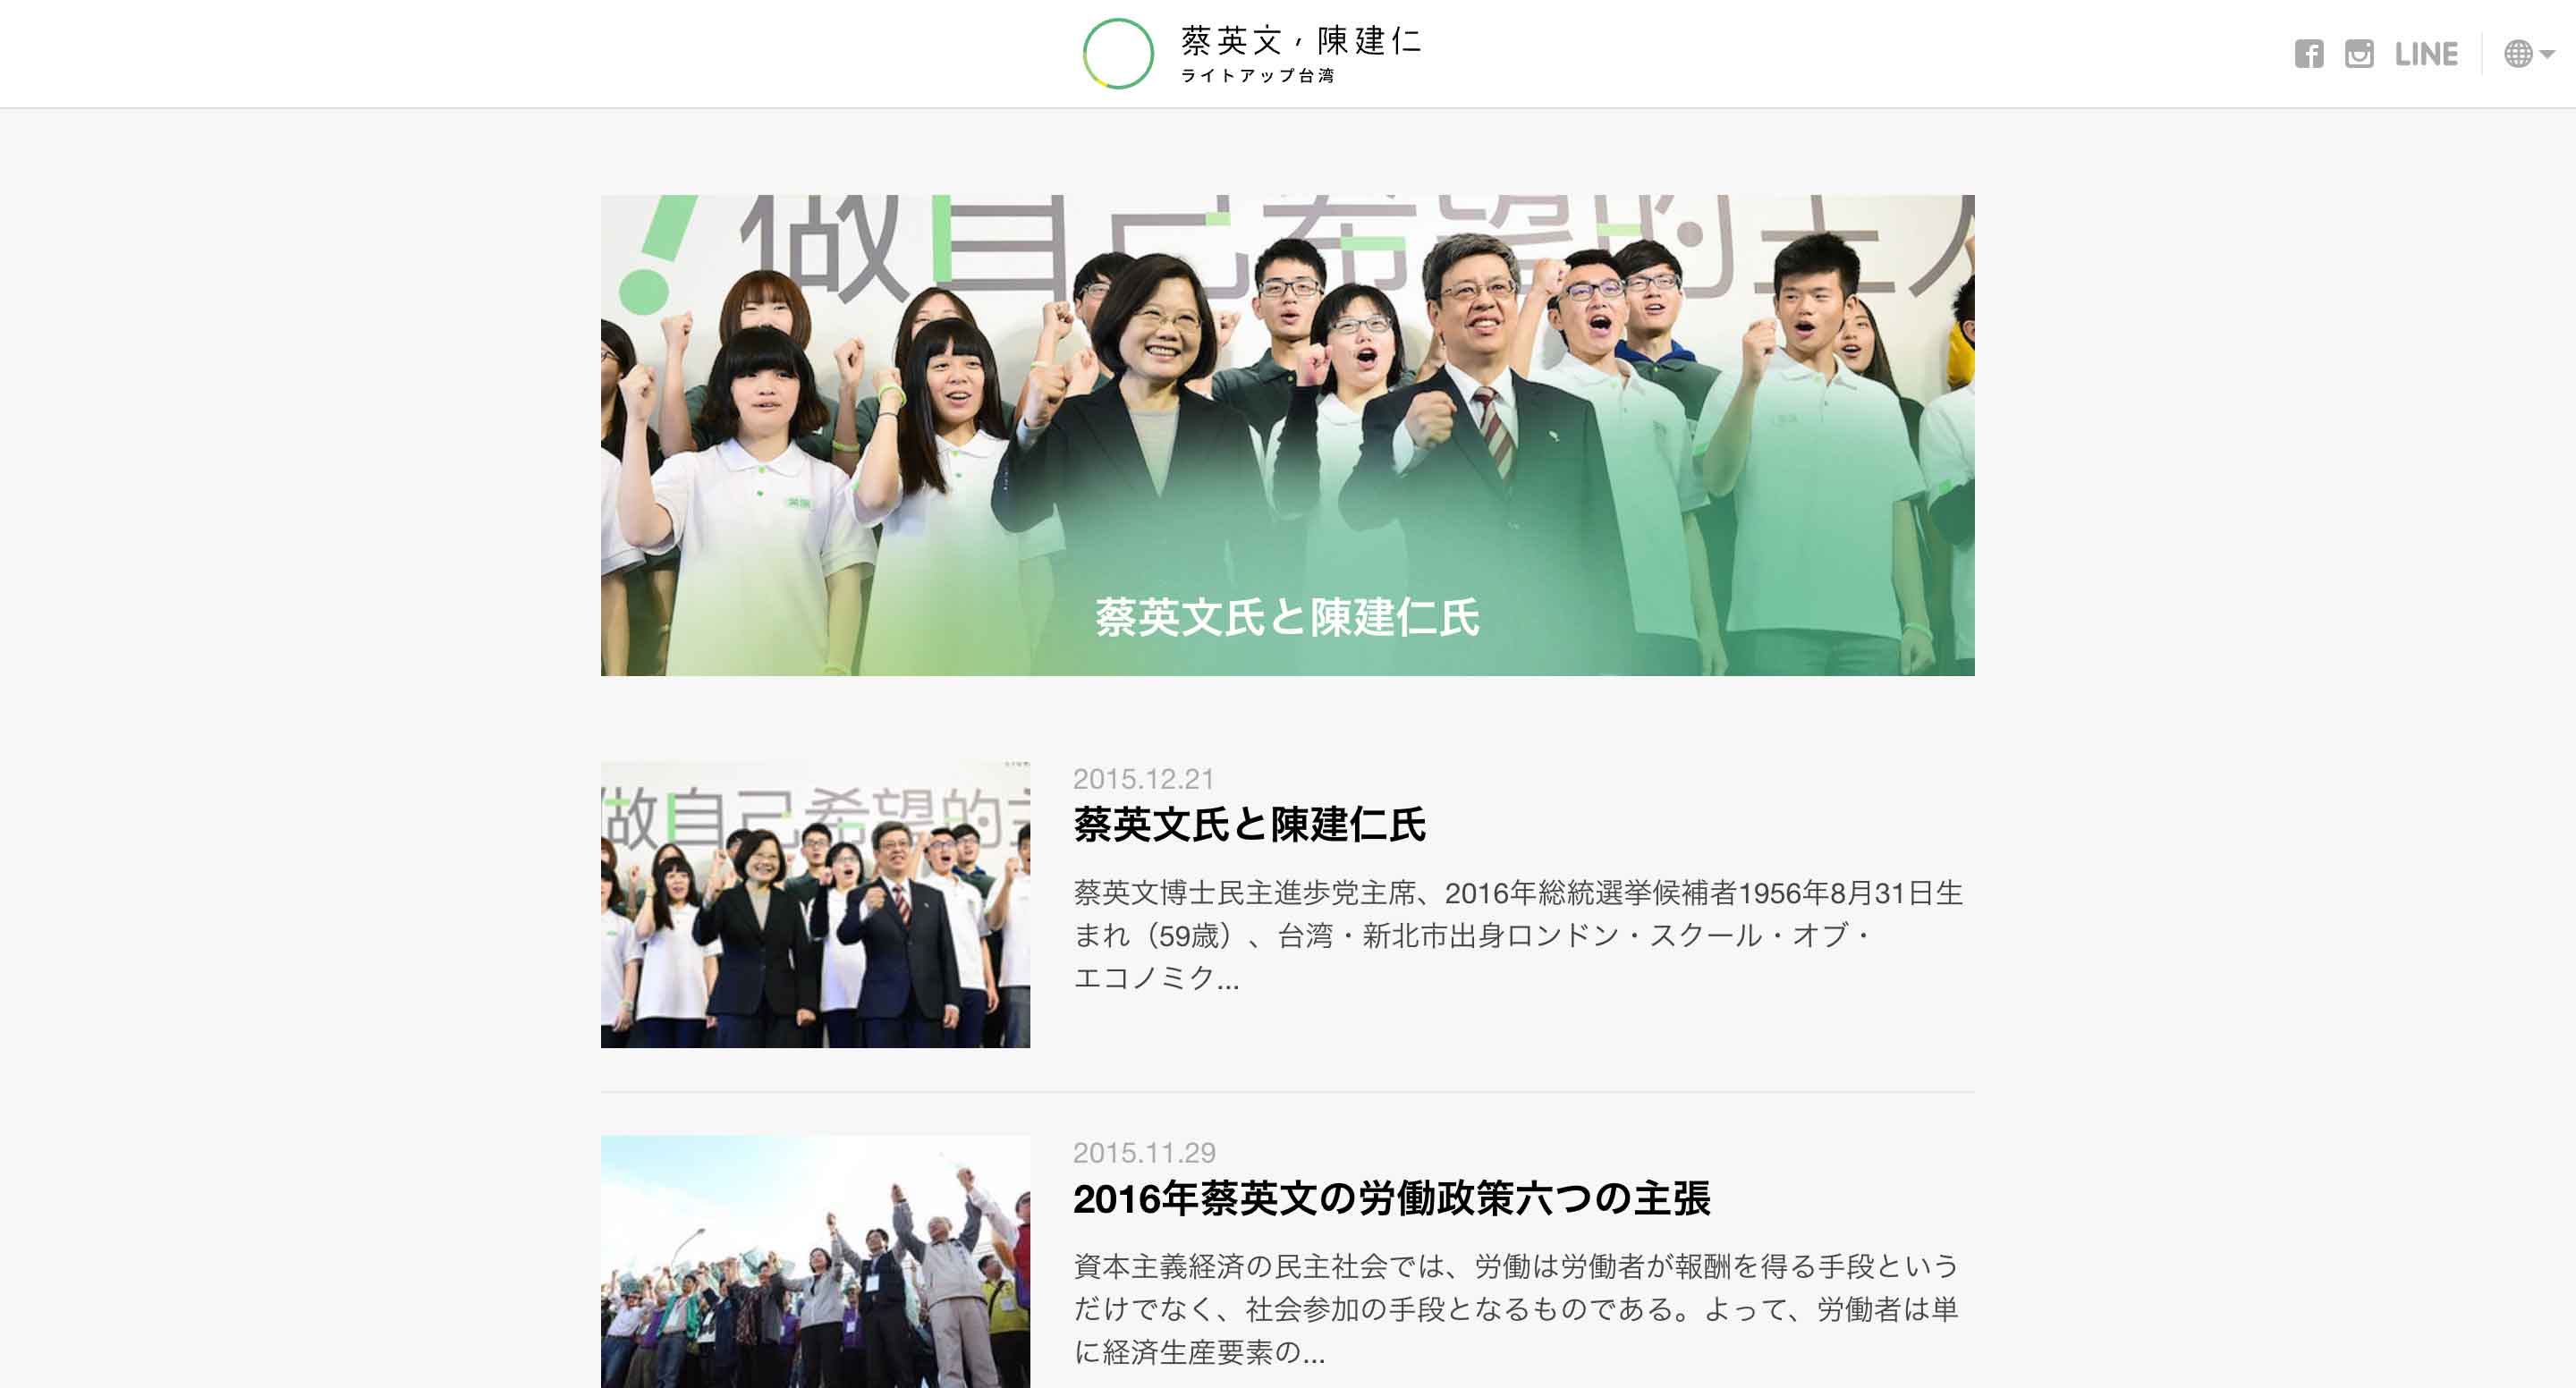 蔡英文，陳建仁
ライトアップ台湾
LINE
!做自己希望的主人
蔡英文氏と陳建仁氏
做自己希望的主
2015.12.21
蔡英文氏と陳建仁氏
蔡英文博士民主進歩党主席、2016年総統選挙候補者1956年8月31日生
まれ（59歳）、台湾・新北市出身ロンドン・スクール・オブ・
エコノミク...
2015.11.29
2016年蔡英文の労働政策六つの主張
資本主義経済の民主社会では、労働は労働者が報酬を得る手段という
だけでなく、社会参加の手段となるものである。よって、労働者は単
に経済生産要素の...